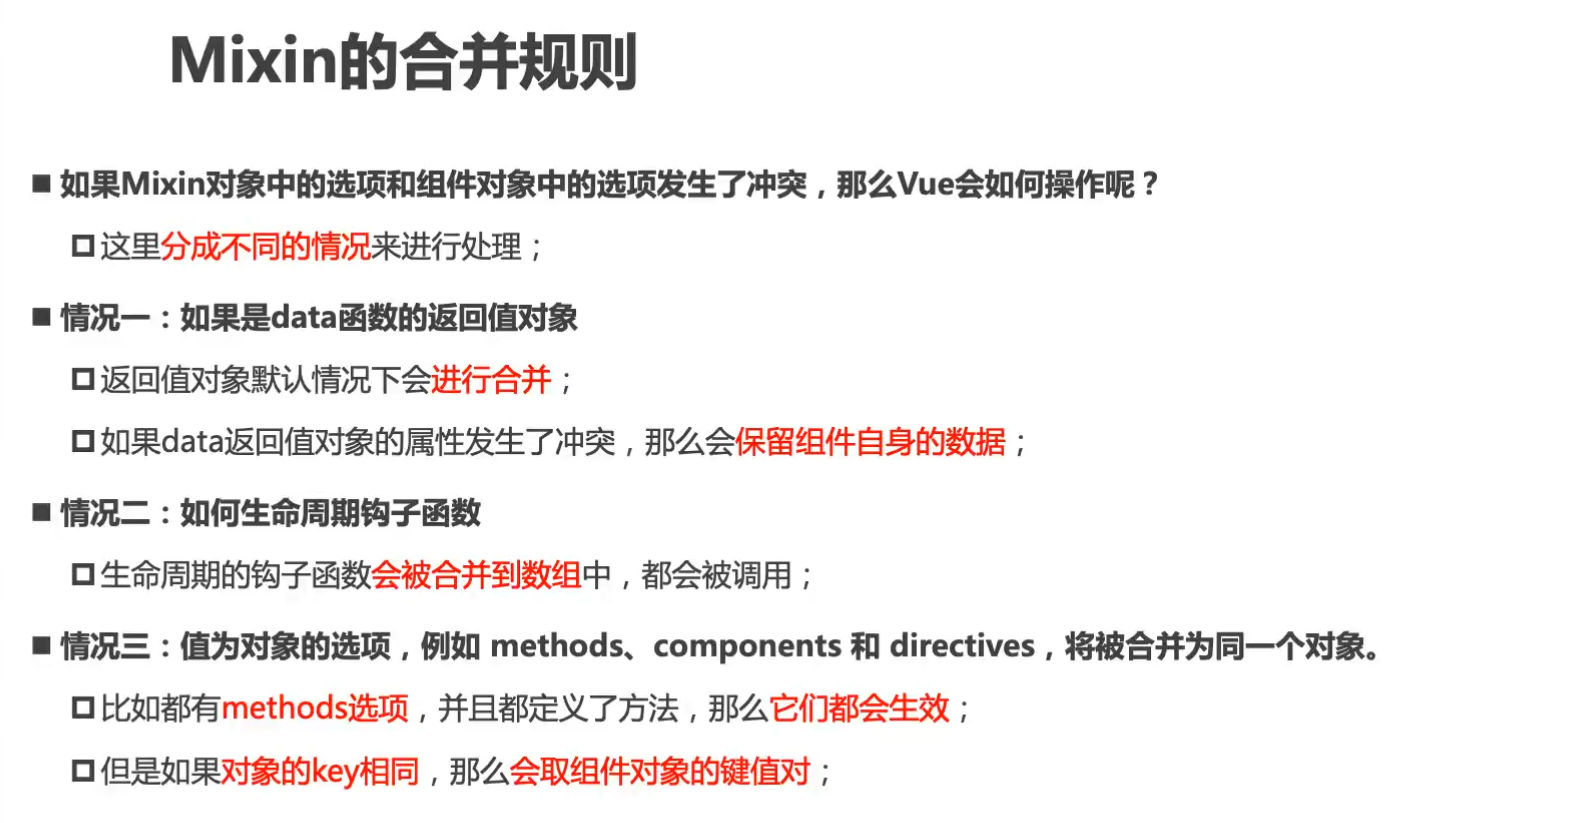 Mixin的合并规则
如果Mixin对象中的选项和组件对象中的选项发生了冲突，那么Vue会如何操作呢？
这里分成不同的情况来进行处理；
情况一：如果是data函数的返回值对象
返回值对象默认情况下会进行合并；
如果data返回值对象的属性发生了冲突，那么会保留组件自身的数据；
情况二：如何生命周期钩子函数
生命周期的钩子函数会被合并到数组中，都会被调用；
情况三：值为对象的选项，例如 methods、components 和 directives，将被合并为同一个对象。
比如都有methods选项，并且都定义了方法，那么它们都会生效；
但是如果对象的key相同，那么会取组件对象的键值对；